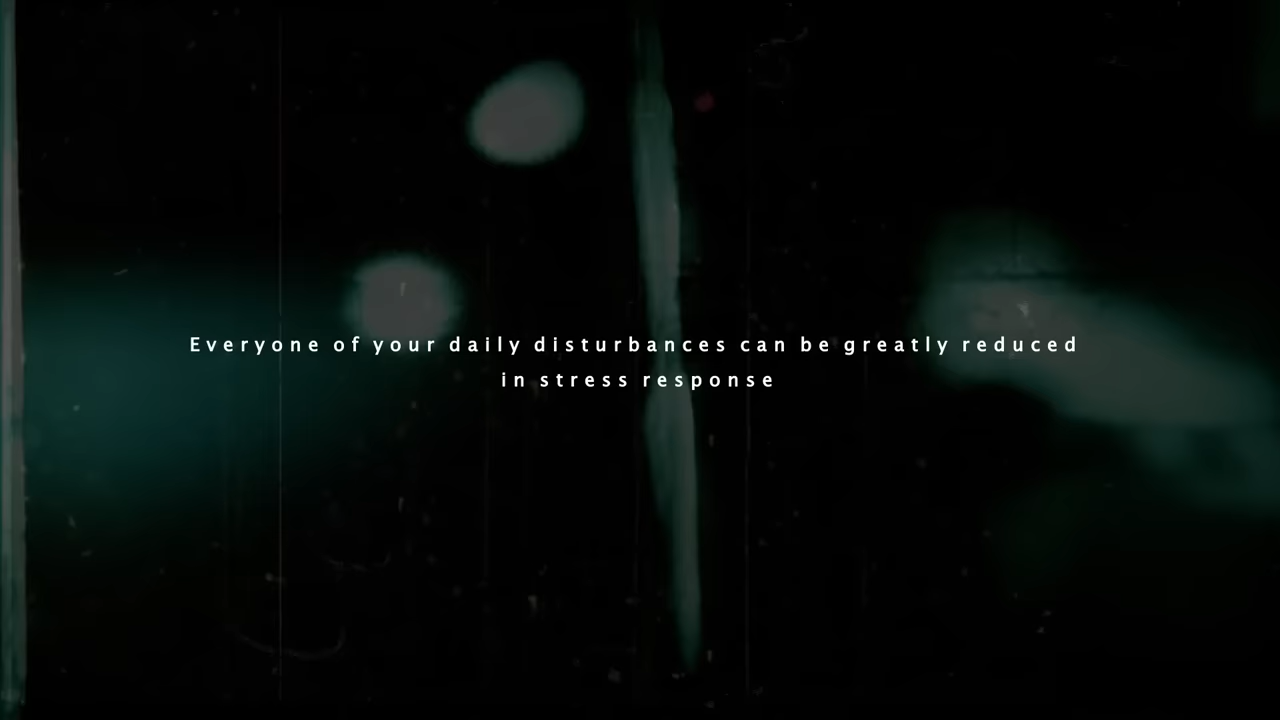 Everyone of your daily disturbances can be greatly reduced
in stress response